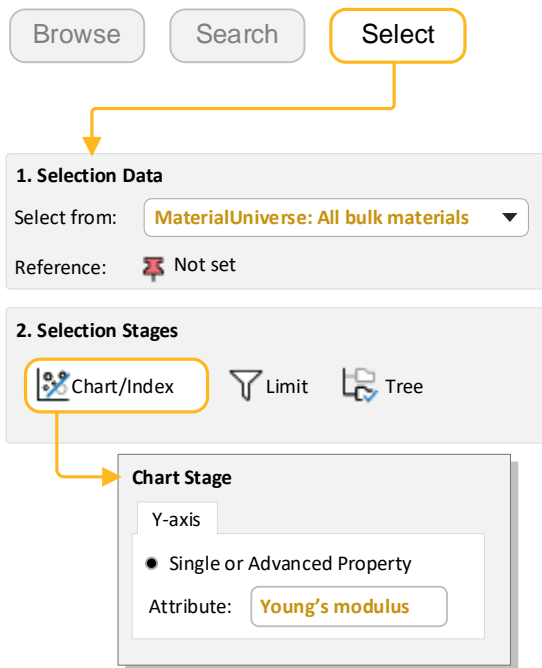 Browse Search Select
1. Selection Data
Select from: MaterialUniverse: All bulk materials
Reference: Not set
2. Selection Stages
Chart/Index Limit Tree
Chart Stage
Y-axis
Single or Advanced Property
Attribute: Young’s modulus